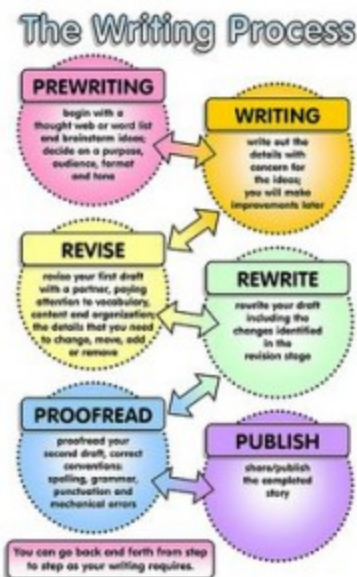 The Writing Process
PREWRITING
begin with a
thought web or word list
and brainstorm ideas;
decide on a purpose,
audience, format
and tone
WRITING
write out the
details with
concern for
the ideas;
you will make
improvements later
REVISE
revise your first draft
with a partner, paying
attention to vocabulary,
content and organization;
the details that you need
to change, move, add
or remove
REWRITE
rewrite your draft
including the
changes identified
in the
revision stage
PROOFREAD
proofread your
second draft, correct
conventions:
spelling, grammar,
punctuation and
mechanical errors
PUBLISH
share/publish
the completed
story
You can go back and forth from step
to step as your writing requires.